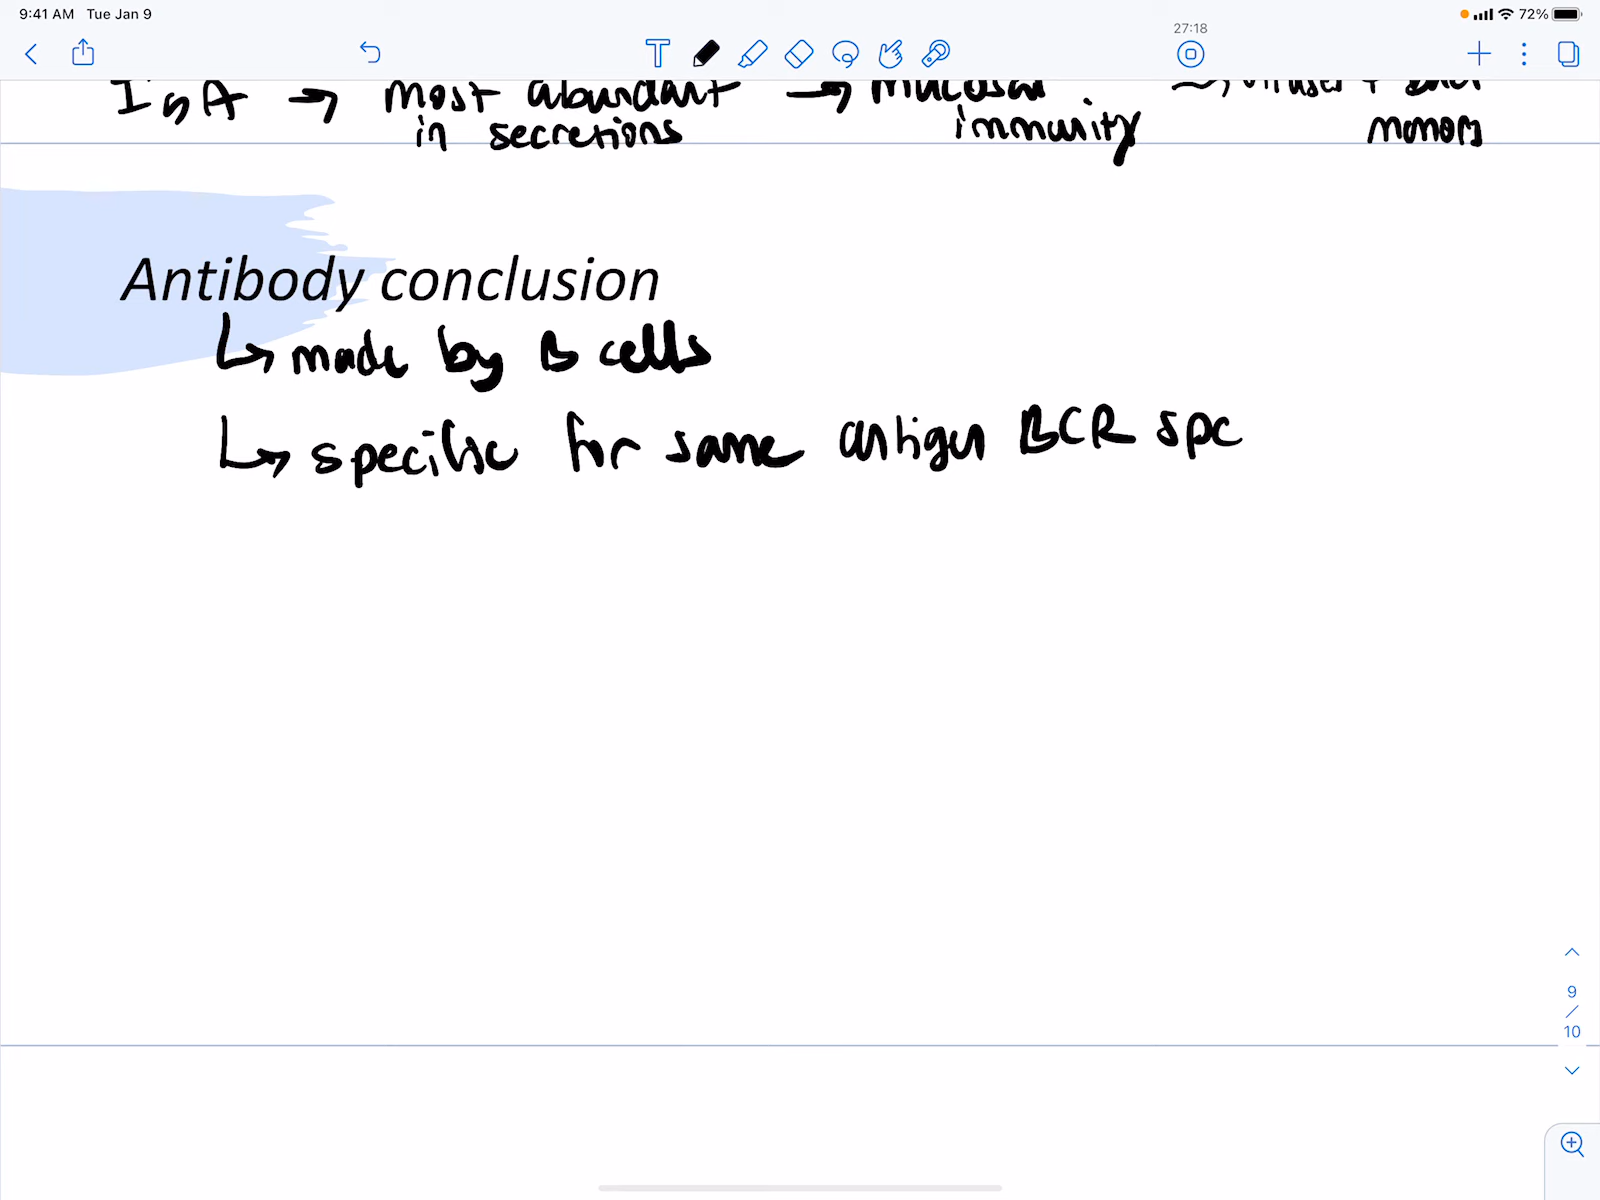 9:41 AM Tue Jan 9
72%
27:18
IgA → most abundant → mucosal
in secretions immunity
Antibody conclusion
↳ made by B cells
↳ specific for same antigen BCR spc
9
/
10